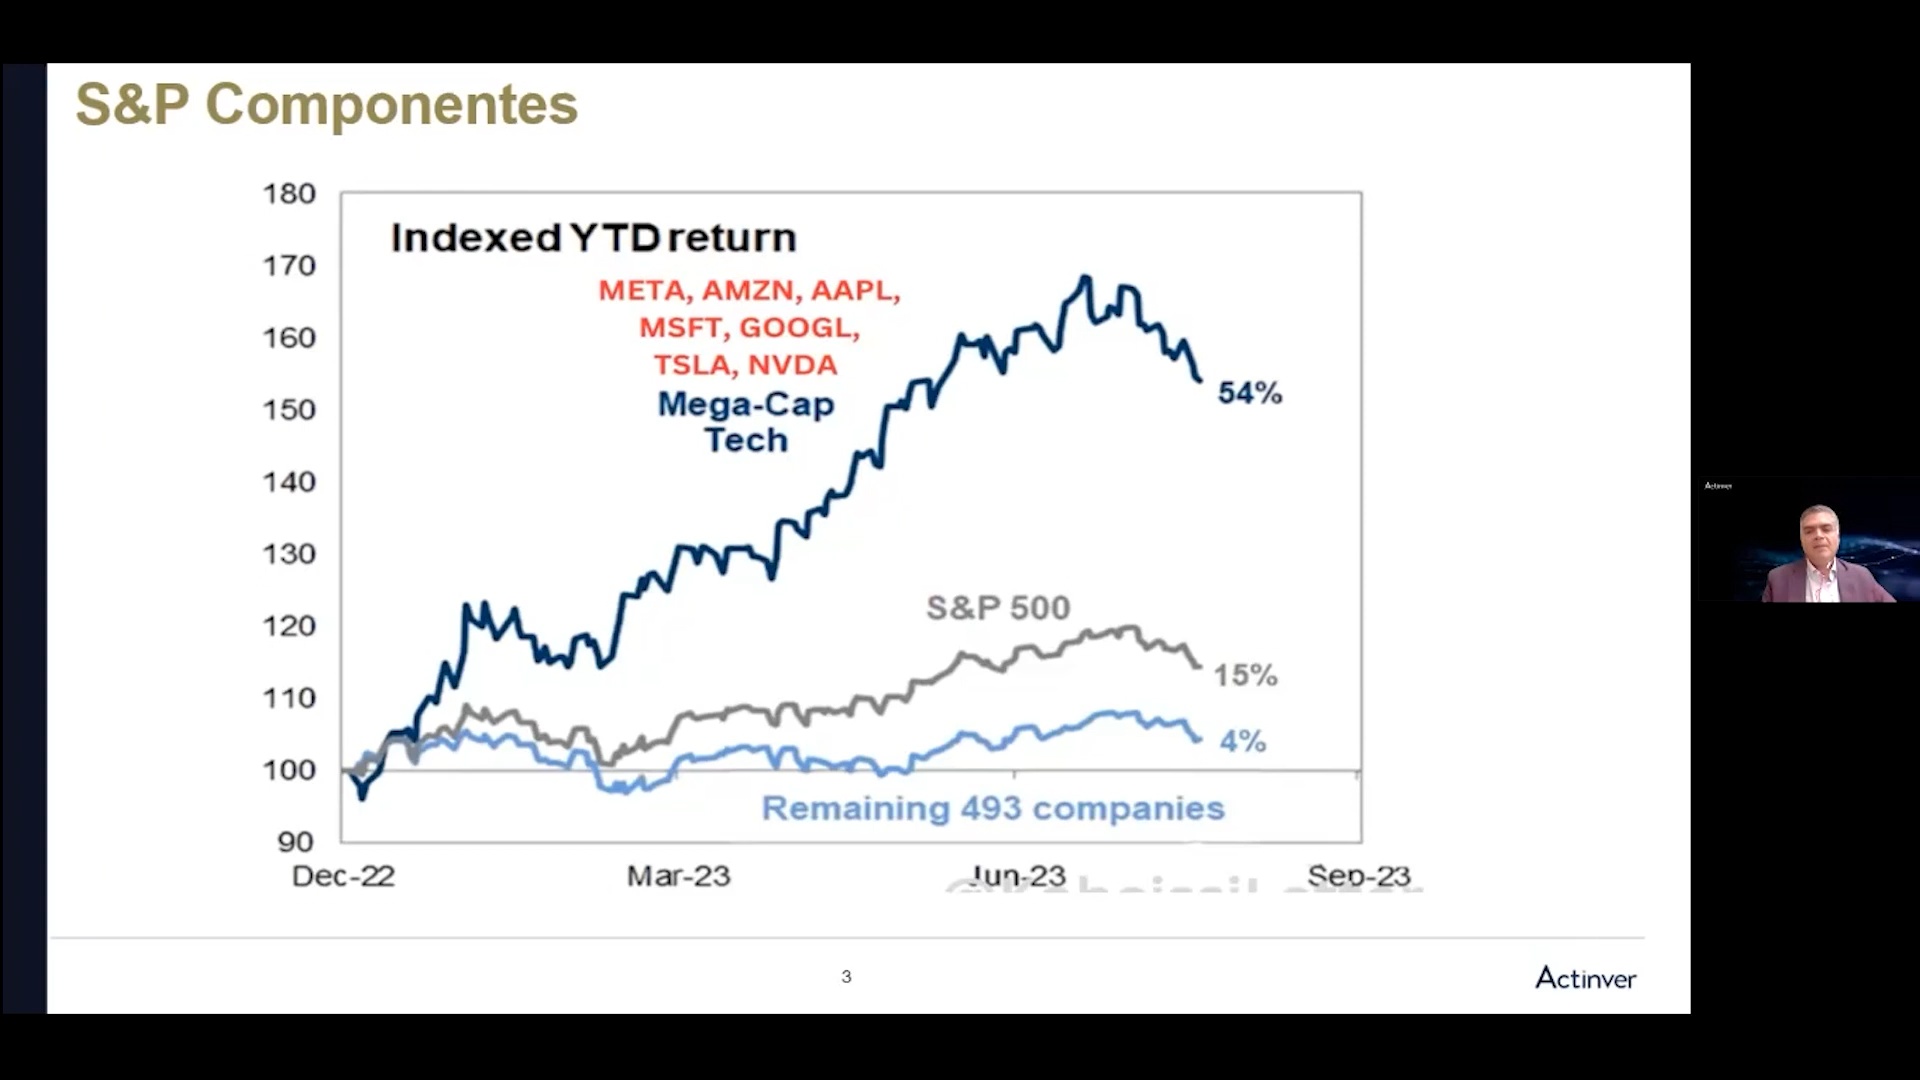 S&P Componentes
180
Indexed YTD return
170
META, AMZN, AAPL,
MSFT, GOOGL,
TSLA, NVDA
160
Mega-Cap
Tech
54%
150
140
130
S&P 500
120
15%
110
4%
100
Remaining 493 companies
90
Dec-22
Mar-23
Jun-23
Sep-23
3
Actinver
Actinver